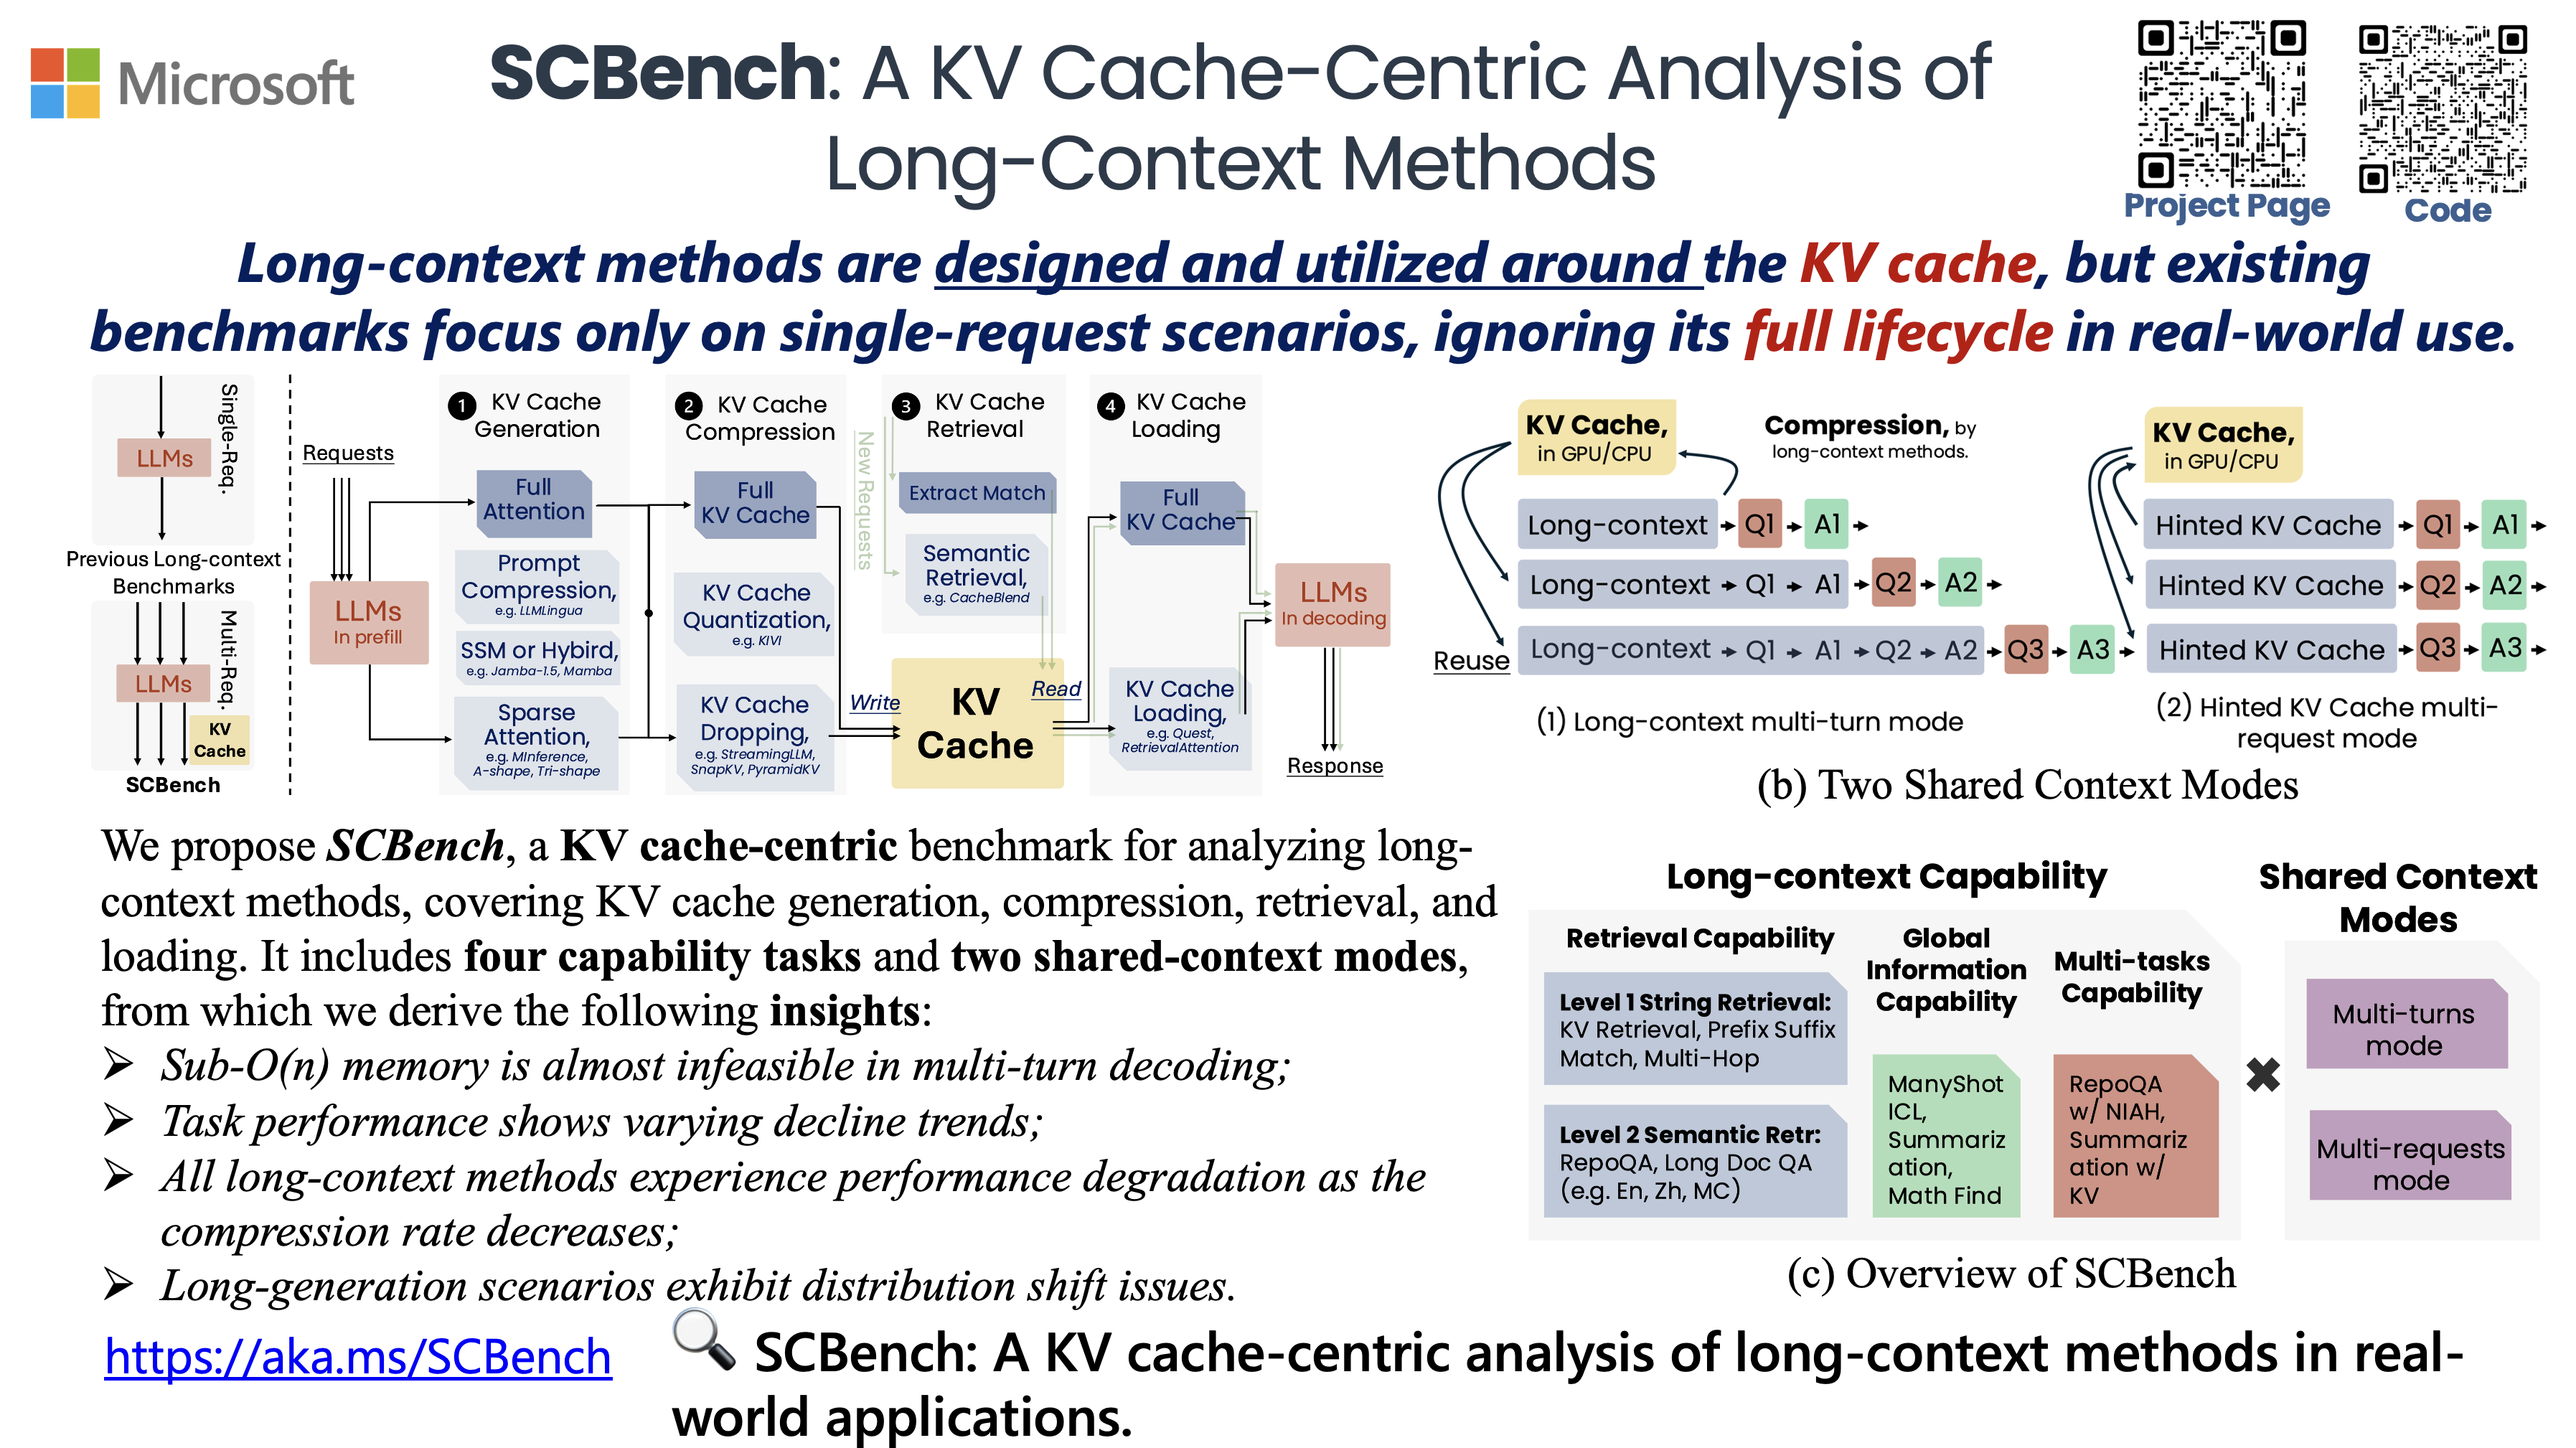 Microsoft
SCBench: A KV Cache-Centric Analysis of
Long-Context Methods
Project Page
Code
Long-context methods are designed and utilized around the KV cache, but existing
benchmarks focus only on single-request scenarios, ignoring its full lifecycle in real-world use.
Single-Req.
LLMs
Previous Long-context
Benchmarks
Multi-Req.
LLMs
KV
Cache
SCBench
Requests
LLMs
In prefill
1 KV Cache
Generation
Full
Attention
Prompt
Compression,
e.g. LLMLingua
SSM or Hybird,
e.g. Jamba-1.5, Mamba
Sparse
Attention,
e.g. MInference,
A-shape, Tri-shape
2 KV Cache
Compression
Full
KV Cache
KV Cache
Quantization,
e.g. KIVI
KV Cache
Dropping,
e.g. StreamingLLM,
SnapKV, PyramidKV
Write
New Requests
3 KV Cache
Retrieval
Extract Match
Semantic
Retrieval,
e.g. CacheBlend
KV
Cache
Read
4 KV Cache
Loading
Full
KV Cache
KV Cache
Loading,
e.g. Quest,
RetrievalAttention
LLMs
In decoding
Response
KV Cache,
in GPU/CPU
Compression, by
long-context methods.
Long-context Q1 A1
Long-context Q1 A1 Q2 A2
Long-context Q1 A1 Q2 A2 Q3 A3
Reuse
(1) Long-context multi-turn mode
KV Cache,
in GPU/CPU
Hinted KV Cache Q1 A1
Hinted KV Cache Q2 A2
Hinted KV Cache Q3 A3
(2) Hinted KV Cache multi-
request mode
(b) Two Shared Context Modes
We propose SCBench, a KV cache-centric benchmark for analyzing long-
context methods, covering KV cache generation, compression, retrieval, and
loading. It includes four capability tasks and two shared-context modes,
from which we derive the following insights:
➢ Sub-O(n) memory is almost infeasible in multi-turn decoding;
➢ Task performance shows varying decline trends;
➢ All long-context methods experience performance degradation as the
compression rate decreases;
➢ Long-generation scenarios exhibit distribution shift issues.
Long-context Capability
Retrieval Capability
Level 1 String Retrieval:
KV Retrieval, Prefix Suffix
Match, Multi-Hop
Level 2 Semantic Retr:
RepoQA, Long Doc QA
(e.g. En, Zh, MC)
Global
Information
Capability
ManyShot
ICL,
Summariz
ation,
Math Find
Multi-tasks
Capability
RepoQA
w/ NIAH,
Summariz
ation w/
KV
✖
Shared Context
Modes
Multi-turns
mode
Multi-requests
mode
(c) Overview of SCBench
https://aka.ms/SCBench
🔍 SCBench: A KV cache-centric analysis of long-context methods in real-
world applications.